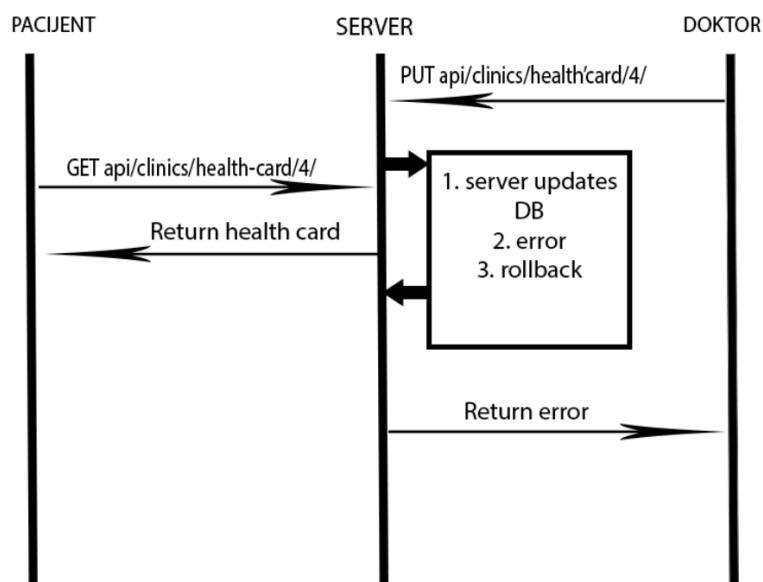 PACIJENT
SERVER
DOKTOR
PUT api/clinics/health'card/4/
GET api/clinics/health-card/4/
1. server updates
DB
2. error
3. rollback
Return health card
Return error